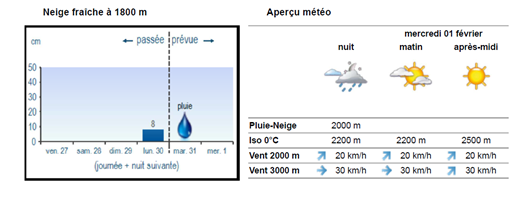 Neige fraîche à 1800 m
cm
← passée prévue →
50
40
30
20
10
0
8
pluie
ven. 27 sam. 28 dim. 29 lun. 30 mar. 31 mer. 1
(journée + nuit suivante)
Aperçu météo
mercredi 01 février
nuit matin après-midi
Pluie-Neige 2000 m
Iso 0°C 2200 m 2200 m 2500 m
Vent 2000 m 20 km/h 20 km/h 20 km/h
Vent 3000 m 30 km/h 30 km/h 30 km/h